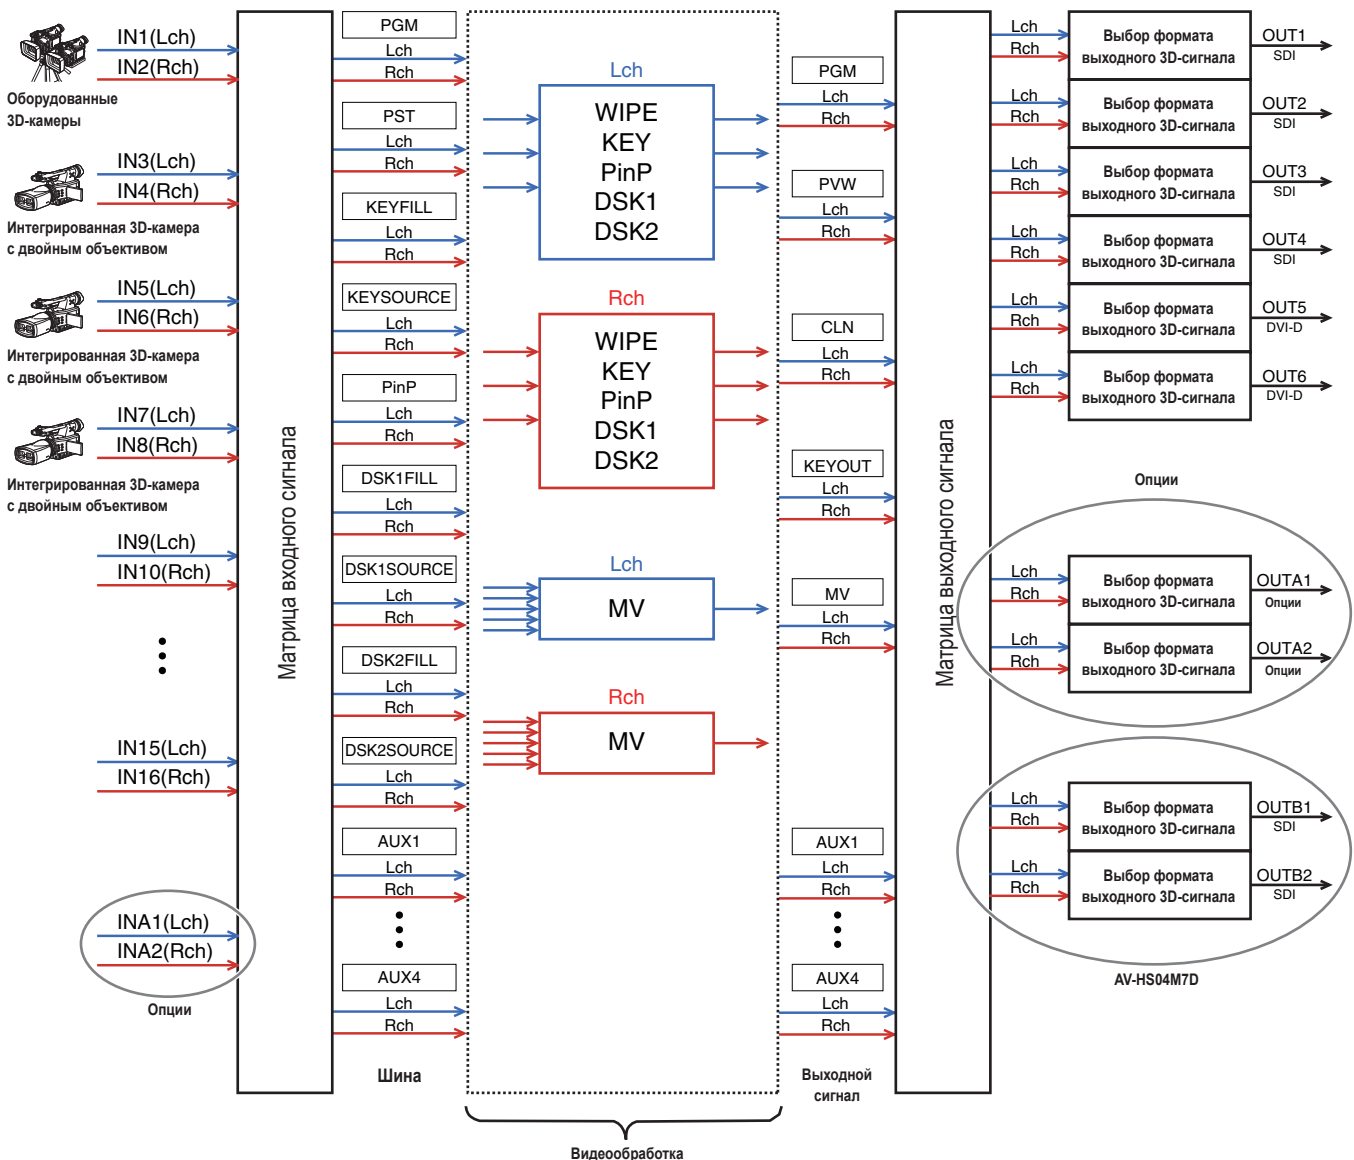 IN1(Lch)
IN2(Rch)
Оборудованные
3D-камеры
IN3(Lch)
IN4(Rch)
Интегрированная 3D-камера
с двойным объективом
IN5(Lch)
IN6(Rch)
Интегрированная 3D-камера
с двойным объективом
IN7(Lch)
IN8(Rch)
Интегрированная 3D-камера
с двойным объективом
IN9(Lch)
IN10(Rch)
IN15(Lch)
IN16(Rch)
INA1(Lch)
INA2(Rch)
Опции
Матрица входного сигнала
PGM
Lch
Rch
PST
Lch
Rch
KEYFILL
Lch
Rch
KEYSOURCE
Lch
Rch
PinP
Lch
Rch
DSK1FILL
Lch
Rch
DSK1SOURCE
Lch
Rch
DSK2FILL
Lch
Rch
DSK2SOURCE
Lch
Rch
AUX1
Lch
Rch
AUX4
Lch
Rch
Шина
Lch
WIPE
KEY
PinP
DSK1
DSK2
Rch
WIPE
KEY
PinP
DSK1
DSK2
Lch
MV
Rch
MV
Видеообработка
PGM
Lch
Rch
PVW
Lch
Rch
CLN
Lch
Rch
KEYOUT
Lch
Rch
MV
Lch
Rch
AUX1
Lch
Rch
AUX4
Lch
Rch
Выходной
сигнал
Матрица выходного сигнала
Lch
Rch
Выбор формата
выходного 3D-сигнала
OUT1
SDI
Lch
Rch
Выбор формата
выходного 3D-сигнала
OUT2
SDI
Lch
Rch
Выбор формата
выходного 3D-сигнала
OUT3
SDI
Lch
Rch
Выбор формата
выходного 3D-сигнала
OUT4
SDI
Lch
Rch
Выбор формата
выходного 3D-сигнала
OUT5
DVI-D
Lch
Rch
Выбор формата
выходного 3D-сигнала
OUT6
DVI-D
Опции
Lch
Rch
Выбор формата
выходного 3D-сигнала
OUTA1
Опции
Lch
Rch
Выбор формата
выходного 3D-сигнала
OUTA2
Опции
Lch
Rch
Выбор формата
выходного 3D-сигнала
OUTB1
SDI
Lch
Rch
Выбор формата
выходного 3D-сигнала
OUTB2
SDI
AV-HS04M7D